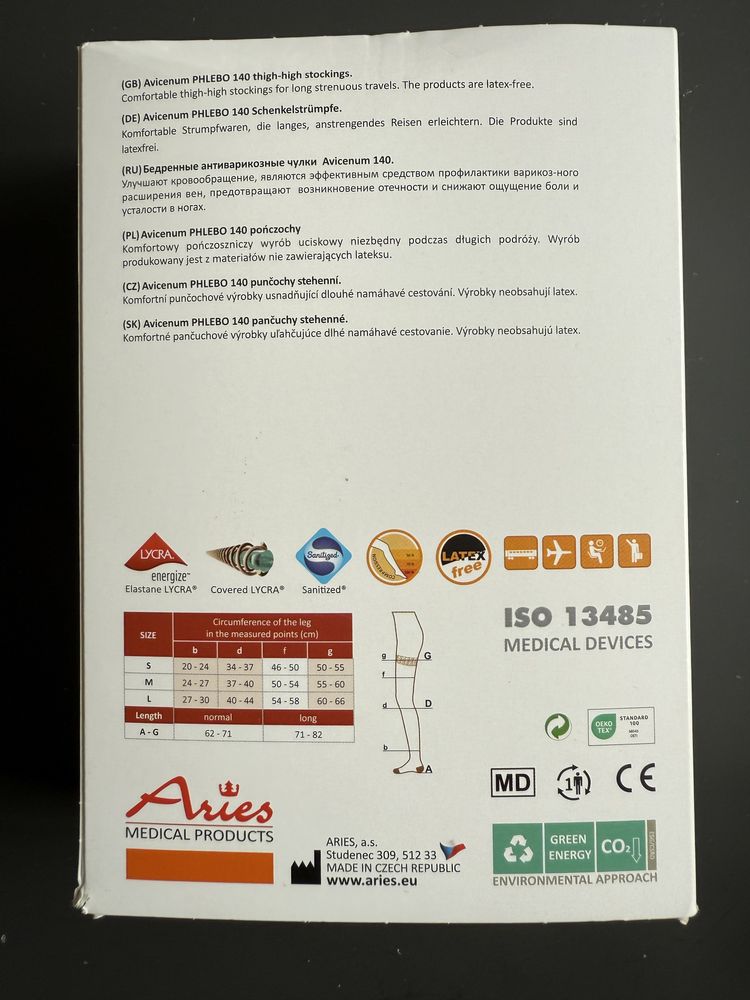 (GB) Avicenum PHLEBO 140 thigh-high stockings.
Comfortable thigh-high stockings for long strenuous travels. The products are latex-free.
(DE) Avicenum PHLEBO 140 Schenkelstrümpfe.
Komfortable Strumpfwaren, die langes, anstrengendes Reisen erleichtern. Die Produkte sind
latexfrei.
(RU) Бедренные антиварикозные чулки Avicenum 140.
Улучшают кровообращение, являются эффективным средством профилактики варикоз-ного
расширения вен, предотвращают возникновение отечности и снижают ощущение боли и
усталости в ногах.
(PL) Avicenum PHLEBO 140 pończochy
Komfortowy pończoszniczy wyrób uciskowy niezbędny podczas długich podróży. Wyrób
produkowany jest z materiałów nie zawierających lateksu.
(CZ) Avicenum PHLEBO 140 punčochy stehenní.
Komfortní punčochové výrobky usnadňující dlouhé namáhavé cestování. Výrobky neobsahují latex.
(SK) Avicenum PHLEBO 140 pančuchy stehenné.
Komfortné pančuchové výrobky uľahčujúce dlhé namáhavé cestovanie. Výrobky neobsahujú latex.
LYCRA.
energize™
Elastane LYCRA®
Covered LYCRA®
Sanitized
Sanitized®
COMPRESSION
LATEX
free
SIZE
Circumference of the leg
in the measured points (cm)
b d f g
S 20 - 24 34 - 37 46 - 50 50 - 55
M 24 - 27 37 - 40 50 - 54 55 - 60
L 27 - 30 40 - 44 54 - 58 60 - 66
Length normal long
A - G 62 - 71 71 - 82
g G
f
d D
b
A
ISO 13485
MEDICAL DEVICES
OEKO
TEX®
STANDARD
100
MD
1
CE
Aries
MEDICAL PRODUCTS
ARIES, a.s.
Studenec 309, 512 33
MADE IN CZECH REPUBLIC
www.aries.eu
GREEN
ENERGY
CO₂
ENVIRONMENTAL APPROACH